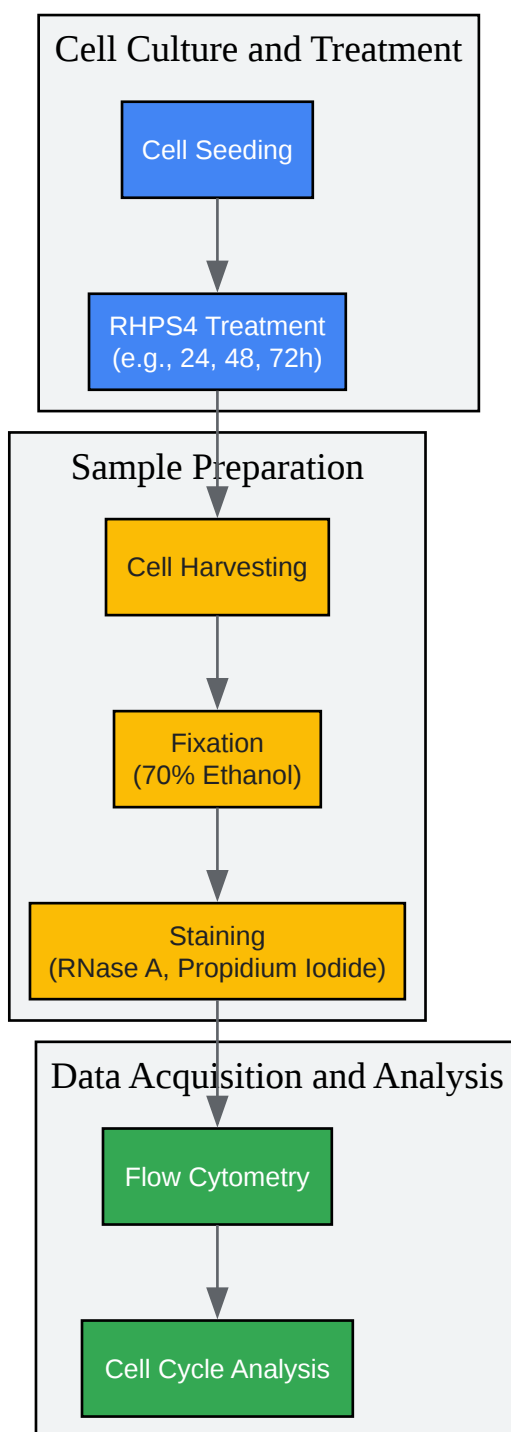 Cell Culture and Treatment
Cell Seeding
RHPS4 Treatment
(e.g., 24, 48, 72h)
Sample Preparation
Cell Harvesting
Fixation
(70% Ethanol)
Staining
(RNase A, Propidium Iodide)
Data Acquisition and Analysis
Flow Cytometry
Cell Cycle Analysis